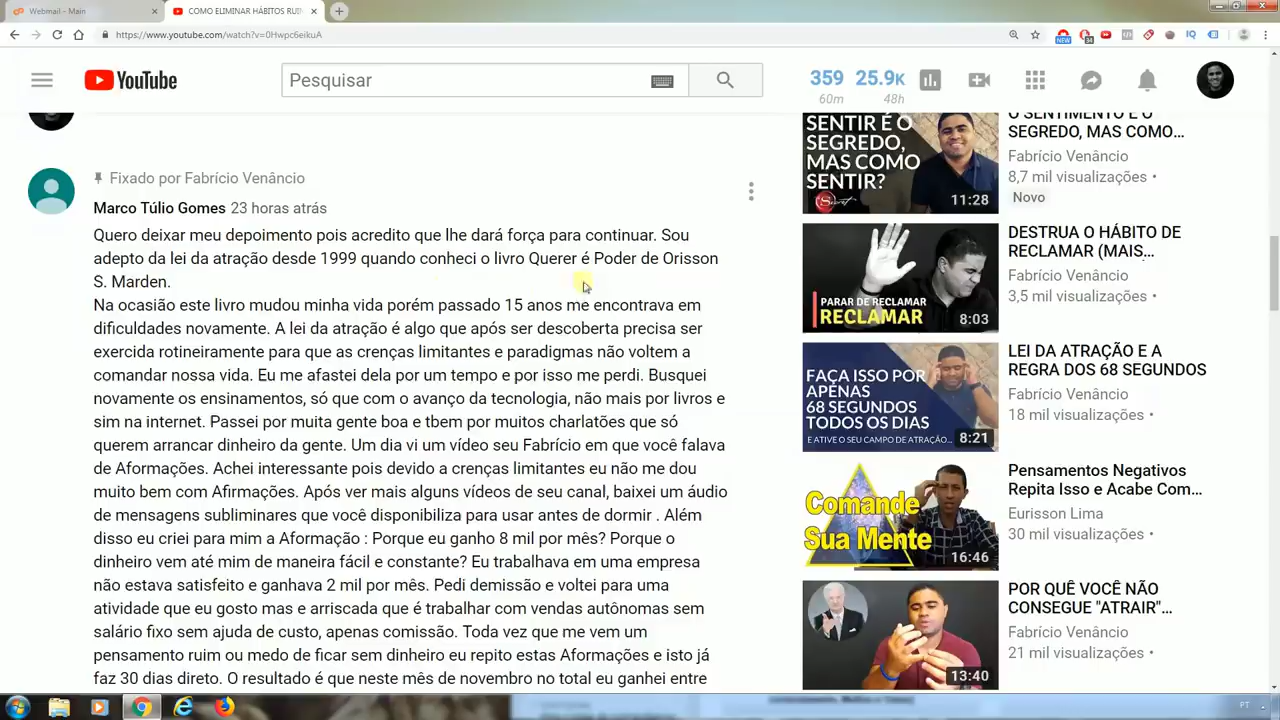 Webmail – Main
COMO ELIMINAR HÁBITOS RUIN
https://www.youtube.com/watch?v=0Hwpc6eikuA
YouTube
Pesquisar
359
60m
25.9K
48h
Fixado por Fabrício Venâncio
Marco Túlio Gomes 23 horas atrás
Quero deixar meu depoimento pois acredito que lhe dará força para continuar. Sou
adepto da lei da atração desde 1999 quando conheci o livro Querer é Poder de Orisson
S. Marden.
Na ocasião este livro mudou minha vida porém passado 15 anos me encontrava em
dificuldades novamente. A lei da atração é algo que após ser descoberta precisa ser
exercida rotineiramente para que as crenças limitantes e paradigmas não voltem a
comandar nossa vida. Eu me afastei dela por um tempo e por isso me perdi. Busquei
novamente os ensinamentos, só que com o avanço da tecnologia, não mais por livros e
sim na internet. Passei por muita gente boa e tbem por muitos charlatões que só
querem arrancar dinheiro da gente. Um dia vi um vídeo seu Fabrício em que você falava
de Aformações. Achei interessante pois devido a crenças limitantes eu não me dou
muito bem com Afirmações. Após ver mais alguns vídeos de seu canal, baixei um áudio
de mensagens subliminares que você disponibiliza para usar antes de dormir . Além
disso eu criei para mim a Aformação : Porque eu ganho 8 mil por mês? Porque o
dinheiro vem até mim de maneira fácil e constante? Eu trabalhava em uma empresa
não estava satisfeito e ganhava 2 mil por mês. Pedi demissão e voltei para uma
atividade que eu gosto mas e arriscada que é trabalhar com vendas autônomas sem
salário fixo sem ajuda de custo, apenas comissão. Toda vez que me vem um
pensamento ruim ou medo de ficar sem dinheiro eu repito estas Aformações e isto já
faz 30 dias direto. O resultado é que neste mês de novembro no total eu ganhei entre
SENTIR É O
SEGREDO,
MAS COMO
SENTIR?
11:28
O SENTIMENTO É O
SEGREDO, MAS COMO…
Fabrício Venâncio
8,7 mil visualizações •
Novo
PARAR DE RECLAMAR
RECLAMAR
8:03
DESTRUA O HÁBITO DE
RECLAMAR (MAIS…
Fabrício Venâncio
3,5 mil visualizações •
FAÇA ISSO POR
APENAS
68 SEGUNDOS
TODOS OS DIAS
E ATIVE O SEU CAMPO DE ATRAÇÃO...
8:21
LEI DA ATRAÇÃO E A
REGRA DOS 68 SEGUNDOS
Fabrício Venâncio
18 mil visualizações •
Comande
Sua Mente
16:46
Pensamentos Negativos
Repita Isso e Acabe Com…
Eurisson Lima
30 mil visualizações •
13:40
POR QUÊ VOCÊ NÃO
CONSEGUE "ATRAIR"…
Fabrício Venâncio
21 mil visualizações •
PT